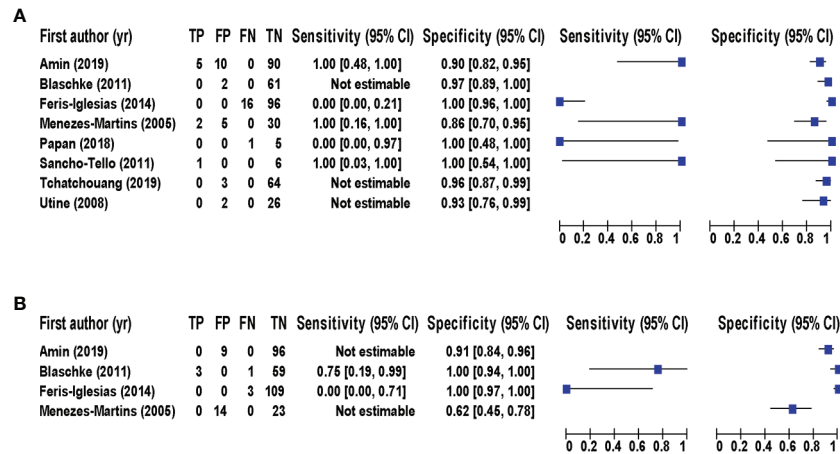 A
First author (yr) TP FP FN TN Sensitivity (95% CI) Specificity (95% CI) Sensitivity (95% CI) Specificity (95% CI)
Amin (2019) 5 10 0 90 1.00 [0.48, 1.00] 0.90 [0.82, 0.95]
Blaschke (2011) 0 2 0 61 Not estimable 0.97 [0.89, 1.00]
Feris-Iglesias (2014) 0 0 16 96 0.00 [0.00, 0.21] 1.00 [0.96, 1.00]
Menezes-Martins (2005) 2 5 0 30 1.00 [0.16, 1.00] 0.86 [0.70, 0.95]
Papan (2018) 0 0 1 5 0.00 [0.00, 0.97] 1.00 [0.48, 1.00]
Sancho-Tello (2011) 1 0 0 6 1.00 [0.03, 1.00] 1.00 [0.54, 1.00]
Tchatchouang (2019) 0 3 0 64 Not estimable 0.96 [0.87, 0.99]
Utine (2008) 0 2 0 26 Not estimable 0.93 [0.76, 0.99]
0 0.2 0.4 0.6 0.8 1 0 0.2 0.4 0.6 0.8 1
B
First author (yr) TP FP FN TN Sensitivity (95% CI) Specificity (95% CI) Sensitivity (95% CI) Specificity (95% CI)
Amin (2019) 0 9 0 96 Not estimable 0.91 [0.84, 0.96]
Blaschke (2011) 3 0 1 59 0.75 [0.19, 0.99] 1.00 [0.94, 1.00]
Feris-Iglesias (2014) 0 0 3 109 0.00 [0.00, 0.71] 1.00 [0.97, 1.00]
Menezes-Martins (2005) 0 14 0 23 Not estimable 0.62 [0.45, 0.78]
0 0.2 0.4 0.6 0.8 1 0 0.2 0.4 0.6 0.8 1